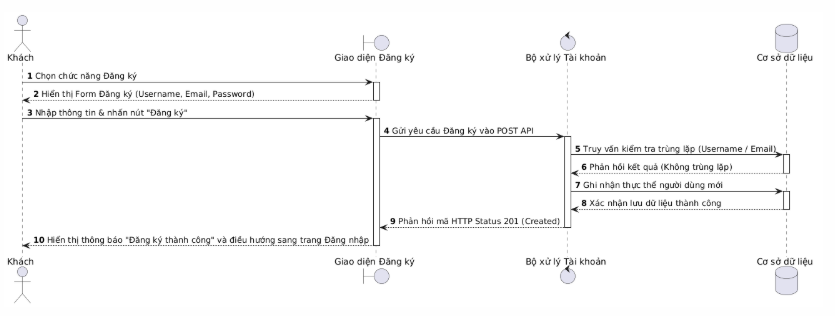 Khách
Giao diện Đăng ký
Bộ xử lý Tài khoản
Cơ sở dữ liệu
1 Chọn chức năng Đăng ký
2 Hiển thị Form Đăng ký (Username, Email, Password)
3 Nhập thông tin & nhấn nút "Đăng ký"
4 Gửi yêu cầu Đăng ký vào POST API
5 Truy vấn kiểm tra trùng lặp (Username / Email)
6 Phản hồi kết quả (Không trùng lặp)
7 Ghi nhận thực thể người dùng mới
8 Xác nhận lưu dữ liệu thành công
9 Phản hồi mã HTTP Status 201 (Created)
10 Hiển thị thông báo "Đăng ký thành công" và điều hướng sang trang Đăng nhập
Khách
Giao diện Đăng ký
Bộ xử lý Tài khoản
Cơ sở dữ liệu